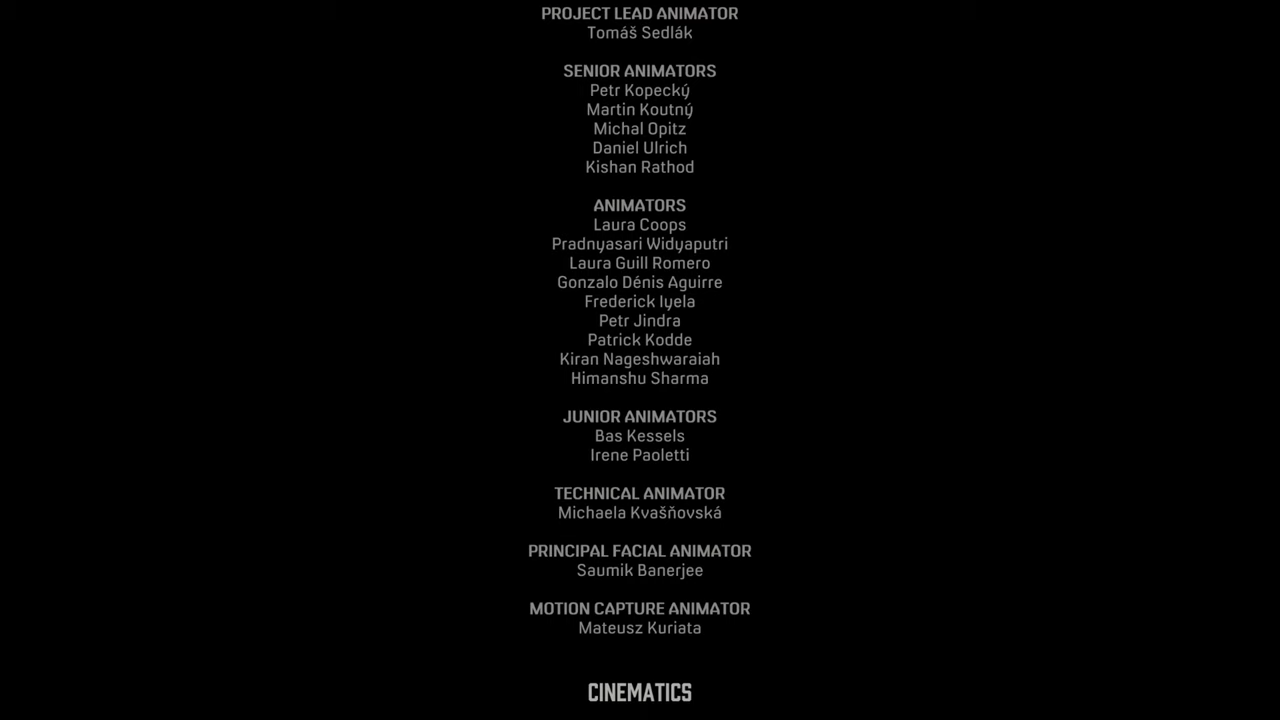 PROJECT LEAD ANIMATOR
Tomáš Sedlák
SENIOR ANIMATORS
Petr Kopecký
Martin Koutný
Michal Opitz
Daniel Ulrich
Kishan Rathod
ANIMATORS
Laura Coops
Pradnyasari Widyaputri
Laura Guill Romero
Gonzalo Dénis Aguirre
Frederick Iyela
Petr Jindra
Patrick Kodde
Kiran Nageshwaraiah
Himanshu Sharma
JUNIOR ANIMATORS
Bas Kessels
Irene Paoletti
TECHNICAL ANIMATOR
Michaela Kvašňovská
PRINCIPAL FACIAL ANIMATOR
Saumik Banerjee
MOTION CAPTURE ANIMATOR
Mateusz Kuriata
CINEMATICS